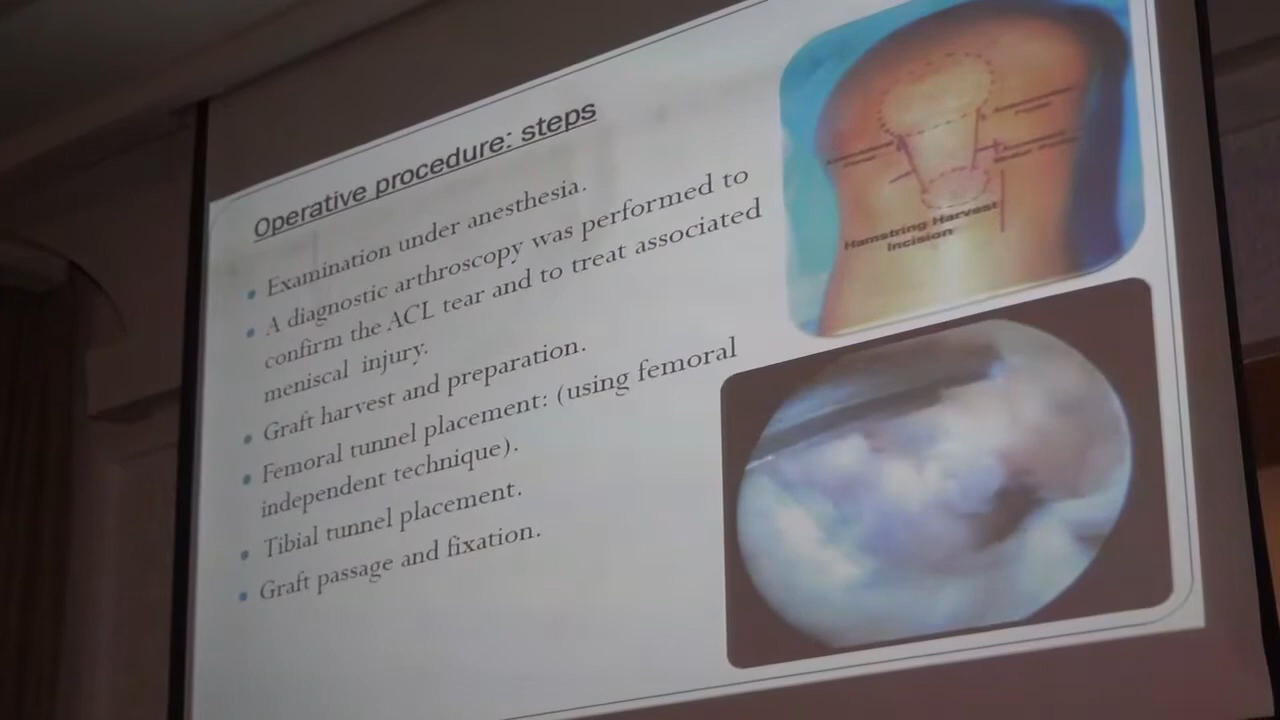 Operative procedure: steps
• Examination under anesthesia.
• A diagnostic arthroscopy was performed to
confirm the ACL tear and to treat associated
meniscal injury.
• Graft harvest and preparation.
• Femoral tunnel placement: (using femoral
independent technique).
• Tibial tunnel placement.
• Graft passage and fixation.
Hamstring Harvest
Incision